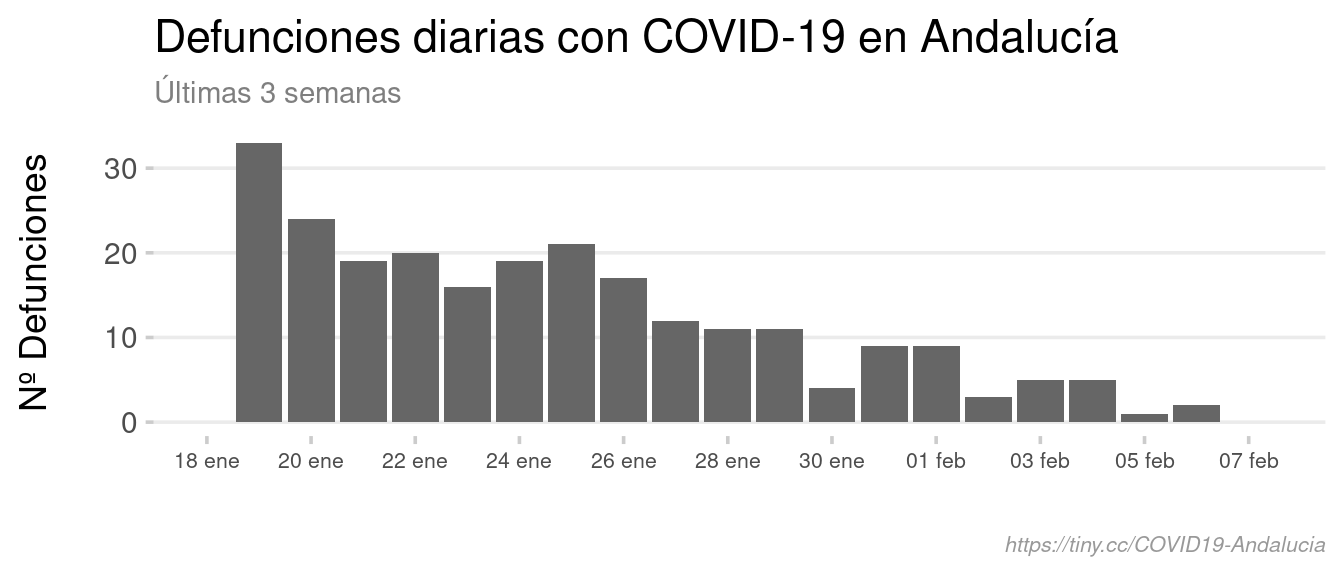 Defunciones diarias con COVID-19 en Andalucía
Últimas 3 semanas
Nº Defunciones
30
20
10
0
18 ene 20 ene 22 ene 24 ene 26 ene 28 ene 30 ene 01 feb 03 feb 05 feb 07 feb
https://tiny.cc/COVID19-Andalucia